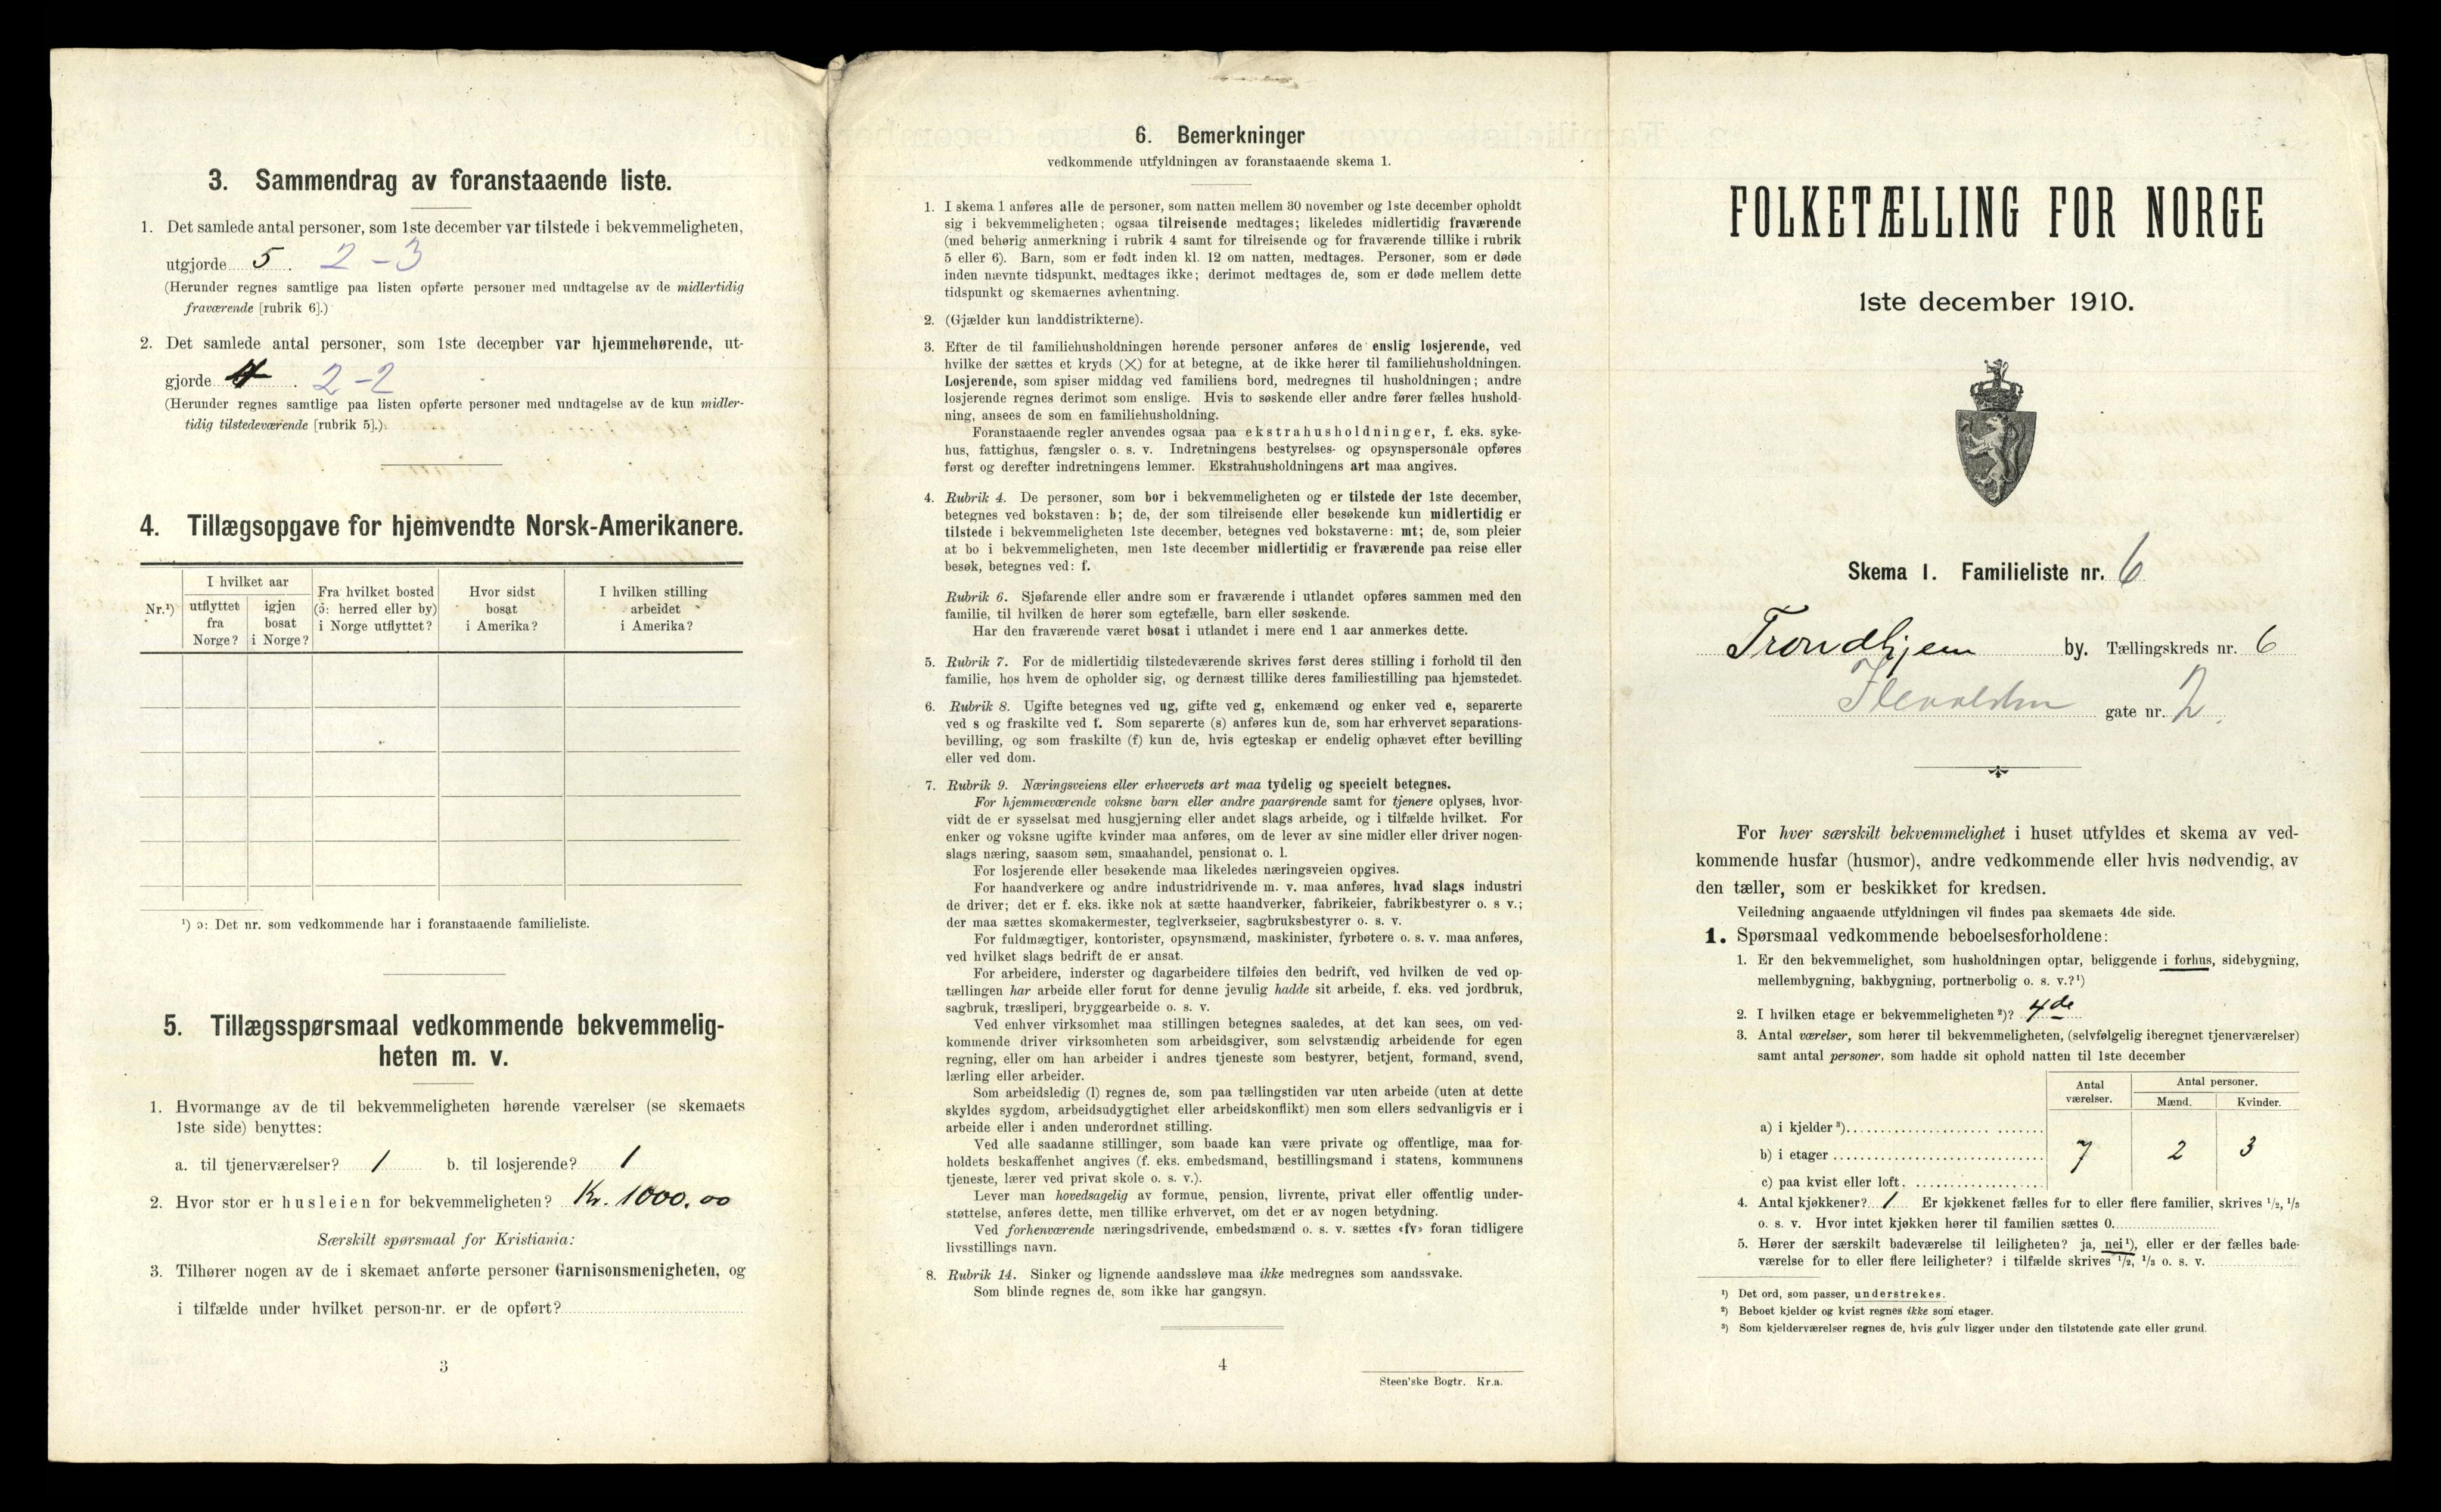 3. Sammendrag av foranstaaende liste.
1. Det samlede antal personer, som 1ste december var tilstede i bekvemmeligheten,
utgjorde 5. 2 - 3
(Herunder regnes samtlige paa listen opførte personer med undtagelse av de midlertidig
fraværende [rubrik 6].)
2. Det samlede antal personer, som 1ste december var hjemmehørende, ut-
gjorde 4. 2 - 2
(Herunder regnes samtlige paa listen opførte personer med undtagelse av de kun midler-
tidig tilstedeværende [rubrik 5].)
4. Tillægsopgave for hjemvendte Norsk-Amerikanere.
Nr.¹)
I hvilket aar
utflyttet fra Norge?
igjen bosat i Norge?
Fra hvilket bosted (ɔ: herred eller by) i Norge utflyttet?
Hvor sidst bosat i Amerika?
I hvilken stilling arbeidet i Amerika?
¹) ɔ: Det nr. som vedkommende har i foranstaaende familieliste.
5. Tillægsspørsmaal vedkommende bekvemmelig-
heten m. v.
1. Hvormange av de til bekvemmeligheten hørende værelser (se skemaets
1ste side) benyttes:
a. til tjenerværelser? 1 b. til losjerende? 1
2. Hvor stor er husleien for bekvemmeligheten? Kr. 1000.00
Særskilt spørsmaal for Kristiania:
3. Tilhører nogen av de i skemaet anførte personer Garnisonsmenigheten, og
i tilfælde under hvilket person-nr. er de opført?
3
6. Bemerkninger
vedkommende utfyldningen av foranstaaende skema 1.
1. I skema 1 anføres alle de personer, som natten mellem 30 november og 1ste december opholdt
sig i bekvemmeligheten; ogsaa tilreisende medtages; likeledes midlertidig fraværende
(med behørig anmerkning i rubrik 4 samt for tilreisende og for fraværende tillike i rubrik
5 eller 6). Barn, som er født inden kl. 12 om natten, medtages. Personer, som er døde
inden nævnte tidspunkt, medtages ikke; derimot medtages de, som er døde mellem dette
tidspunkt og skemaernes avhentning.
2. (Gjælder kun landdistrikterne).
3. Efter de til familiehusholdningen hørende personer anføres de enslig losjerende, ved
hvilke der sættes et kryds (×) for at betegne, at de ikke hører til familiehusholdningen.
Losjerende, som spiser middag ved familiens bord, medregnes til husholdningen; andre
losjerende regnes derimot som enslige. Hvis to søskende eller andre fører fælles hushold-
ning, ansees de som en familiehusholdning.
Foranstaaende regler anvendes ogsaa paa ekstrahusholdninger, f. eks. syke-
hus, fattighus, fængsler o. s. v. Indretningens bestyrelses- og opsynspersonale opføres
først og derefter indretningens lemmer. Ekstrahusholdningens art maa angives.
4. Rubrik 4. De personer, som bor i bekvemmeligheten og er tilstede der 1ste december,
betegnes ved bokstaven: b; de, der som tilreisende eller besøkende kun midlertidig er
tilstede i bekvemmeligheten 1ste december, betegnes ved bokstaverne: mt; de, som pleier
at bo i bekvemmeligheten, men 1ste december midlertidig er fraværende paa reise eller
besøk, betegnes ved: f.
Rubrik 6. Sjøfarende eller andre som er fraværende i utlandet opføres sammen med den
familie, til hvilken de hører som egtefælle, barn eller søskende.
Har den fraværende været bosat i utlandet i mere end 1 aar anmerkes dette.
5. Rubrik 7. For de midlertidig tilstedeværende skrives først deres stilling i forhold til den
familie, hos hvem de opholder sig, og dernæst tillike deres familiestilling paa hjemstedet.
6. Rubrik 8. Ugifte betegnes ved ug, gifte ved g, enkemænd og enker ved e, separerte
ved s og fraskilte ved f. Som separerte (s) anføres kun de, som har erhvervet separations-
bevilling, og som fraskilte (f) kun de, hvis egteskap er endelig ophævet efter bevilling
eller ved dom.
7. Rubrik 9. Næringsveiens eller erhvervets art maa tydelig og specielt betegnes.
For hjemmeværende voksne barn eller andre paarørende samt for tjenere oplyses, hvor-
vidt de er sysselsat med husgjerning eller andet slags arbeide, og i tilfælde hvilket. For
enker og voksne ugifte kvinder maa anføres, om de lever av sine midler eller driver nogen-
slags næring, saasom søm, smaahandel, pensionat o. l.
For losjerende eller besøkende maa likeledes næringsveien opgives.
For haandverkere og andre industridrivende m. v. maa anføres, hvad slags industri
de driver; det er f. eks. ikke nok at sætte haandverker, fabrikeier, fabrikbestyrer o. s v.;
der maa sættes skomakermester, teglverkseier, sagbruksbestyrer o. s. v.
For fuldmægtiger, kontorister, opsynsmænd, maskinister, fyrbøtere o. s. v. maa anføres,
ved hvilket slags bedrift de er ansat.
For arbeidere, inderster og dagarbeidere tilføies den bedrift, ved hvilken de ved op-
tællingen har arbeide eller forut for denne jevnlig hadde sit arbeide, f. eks. ved jordbruk,
sagbruk, træsliperi, bryggearbeide o. s. v.
Ved enhver virksomhet maa stillingen betegnes saaledes, at det kan sees, om ved-
kommende driver virksomheten som arbeidsgiver, som selvstændig arbeidende for egen
regning, eller om han arbeider i andres tjeneste som bestyrer, betjent, formand, svend,
lærling eller arbeider.
Som arbeidsledig (l) regnes de, som paa tællingstiden var uten arbeide (uten at dette
skyldes sygdom, arbeidsudygtighet eller arbeidskonflikt) men som ellers sedvanligvis er i
arbeide eller i anden underordnet stilling.
Ved alle saadanne stillinger, som baade kan være private og offentlige, maa for-
holdets beskaffenhet angives (f. eks. embedsmand, bestillingsmand i statens, kommunens
tjeneste, lærer ved privat skole o. s. v.).
Lever man hovedsagelig av formue, pension, livrente, privat eller offentlig under-
støttelse, anføres dette, men tillike erhvervet, om det er av nogen betydning.
Ved forhenværende næringsdrivende, embedsmænd o. s. v. sættes «fv» foran tidligere
livsstillings navn.
8. Rubrik 14. Sinker og lignende aandssløve maa ikke medregnes som aandssvake.
Som blinde regnes de, som ikke har gangsyn.
4
Steen'ske Bogtr. Kr.a.
FOLKETÆLLING FOR NORGE
1ste december 1910.
Skema 1. Familieliste nr. 6
Trondhjem by. Tællingskreds nr. 6
gate nr. 2.
For hver særskilt bekvemmelighet i huset utfyldes et skema av ved-
kommende husfar (husmor), andre vedkommende eller hvis nødvendig, av
den tæller, som er beskikket for kredsen.
Veiledning angaaende utfyldningen vil findes paa skemaets 4de side.
1. Spørsmaal vedkommende beboelsesforholdene:
1. Er den bekvemmelighet, som husholdningen optar, beliggende i forhus, sidebygning,
mellembygning, bakbygning, portnerbolig o. s. v.?¹)
2. I hvilken etage er bekvemmeligheten²)? 4de
3. Antal værelser, som hører til bekvemmeligheten, (selvfølgelig iberegnet tjenerværelser)
samt antal personer, som hadde sit ophold natten til 1ste december
Antal værelser. Antal personer.
Mænd. Kvinder.
a) i kjelder³)
b) i etager 7 2 3
c) paa kvist eller loft.
4. Antal kjøkkener? 1 Er kjøkkenet fælles for to eller flere familier, skrives ¹/₂, ¹/₃
o. s. v. Hvor intet kjøkken hører til familien sættes 0.
5. Hører der særskilt badeværelse til leiligheten? ja, nei¹), eller er der fælles bade-
værelse for to eller flere leiligheter? i tilfælde skrives ¹/₂, ¹/₃ o. s. v.
¹) Det ord, som passer, understrekes.
²) Beboet kjelder og kvist regnes ikke som etager.
³) Som kjelderværelser regnes de, hvis gulv ligger under den tilstøtende gate eller grund.